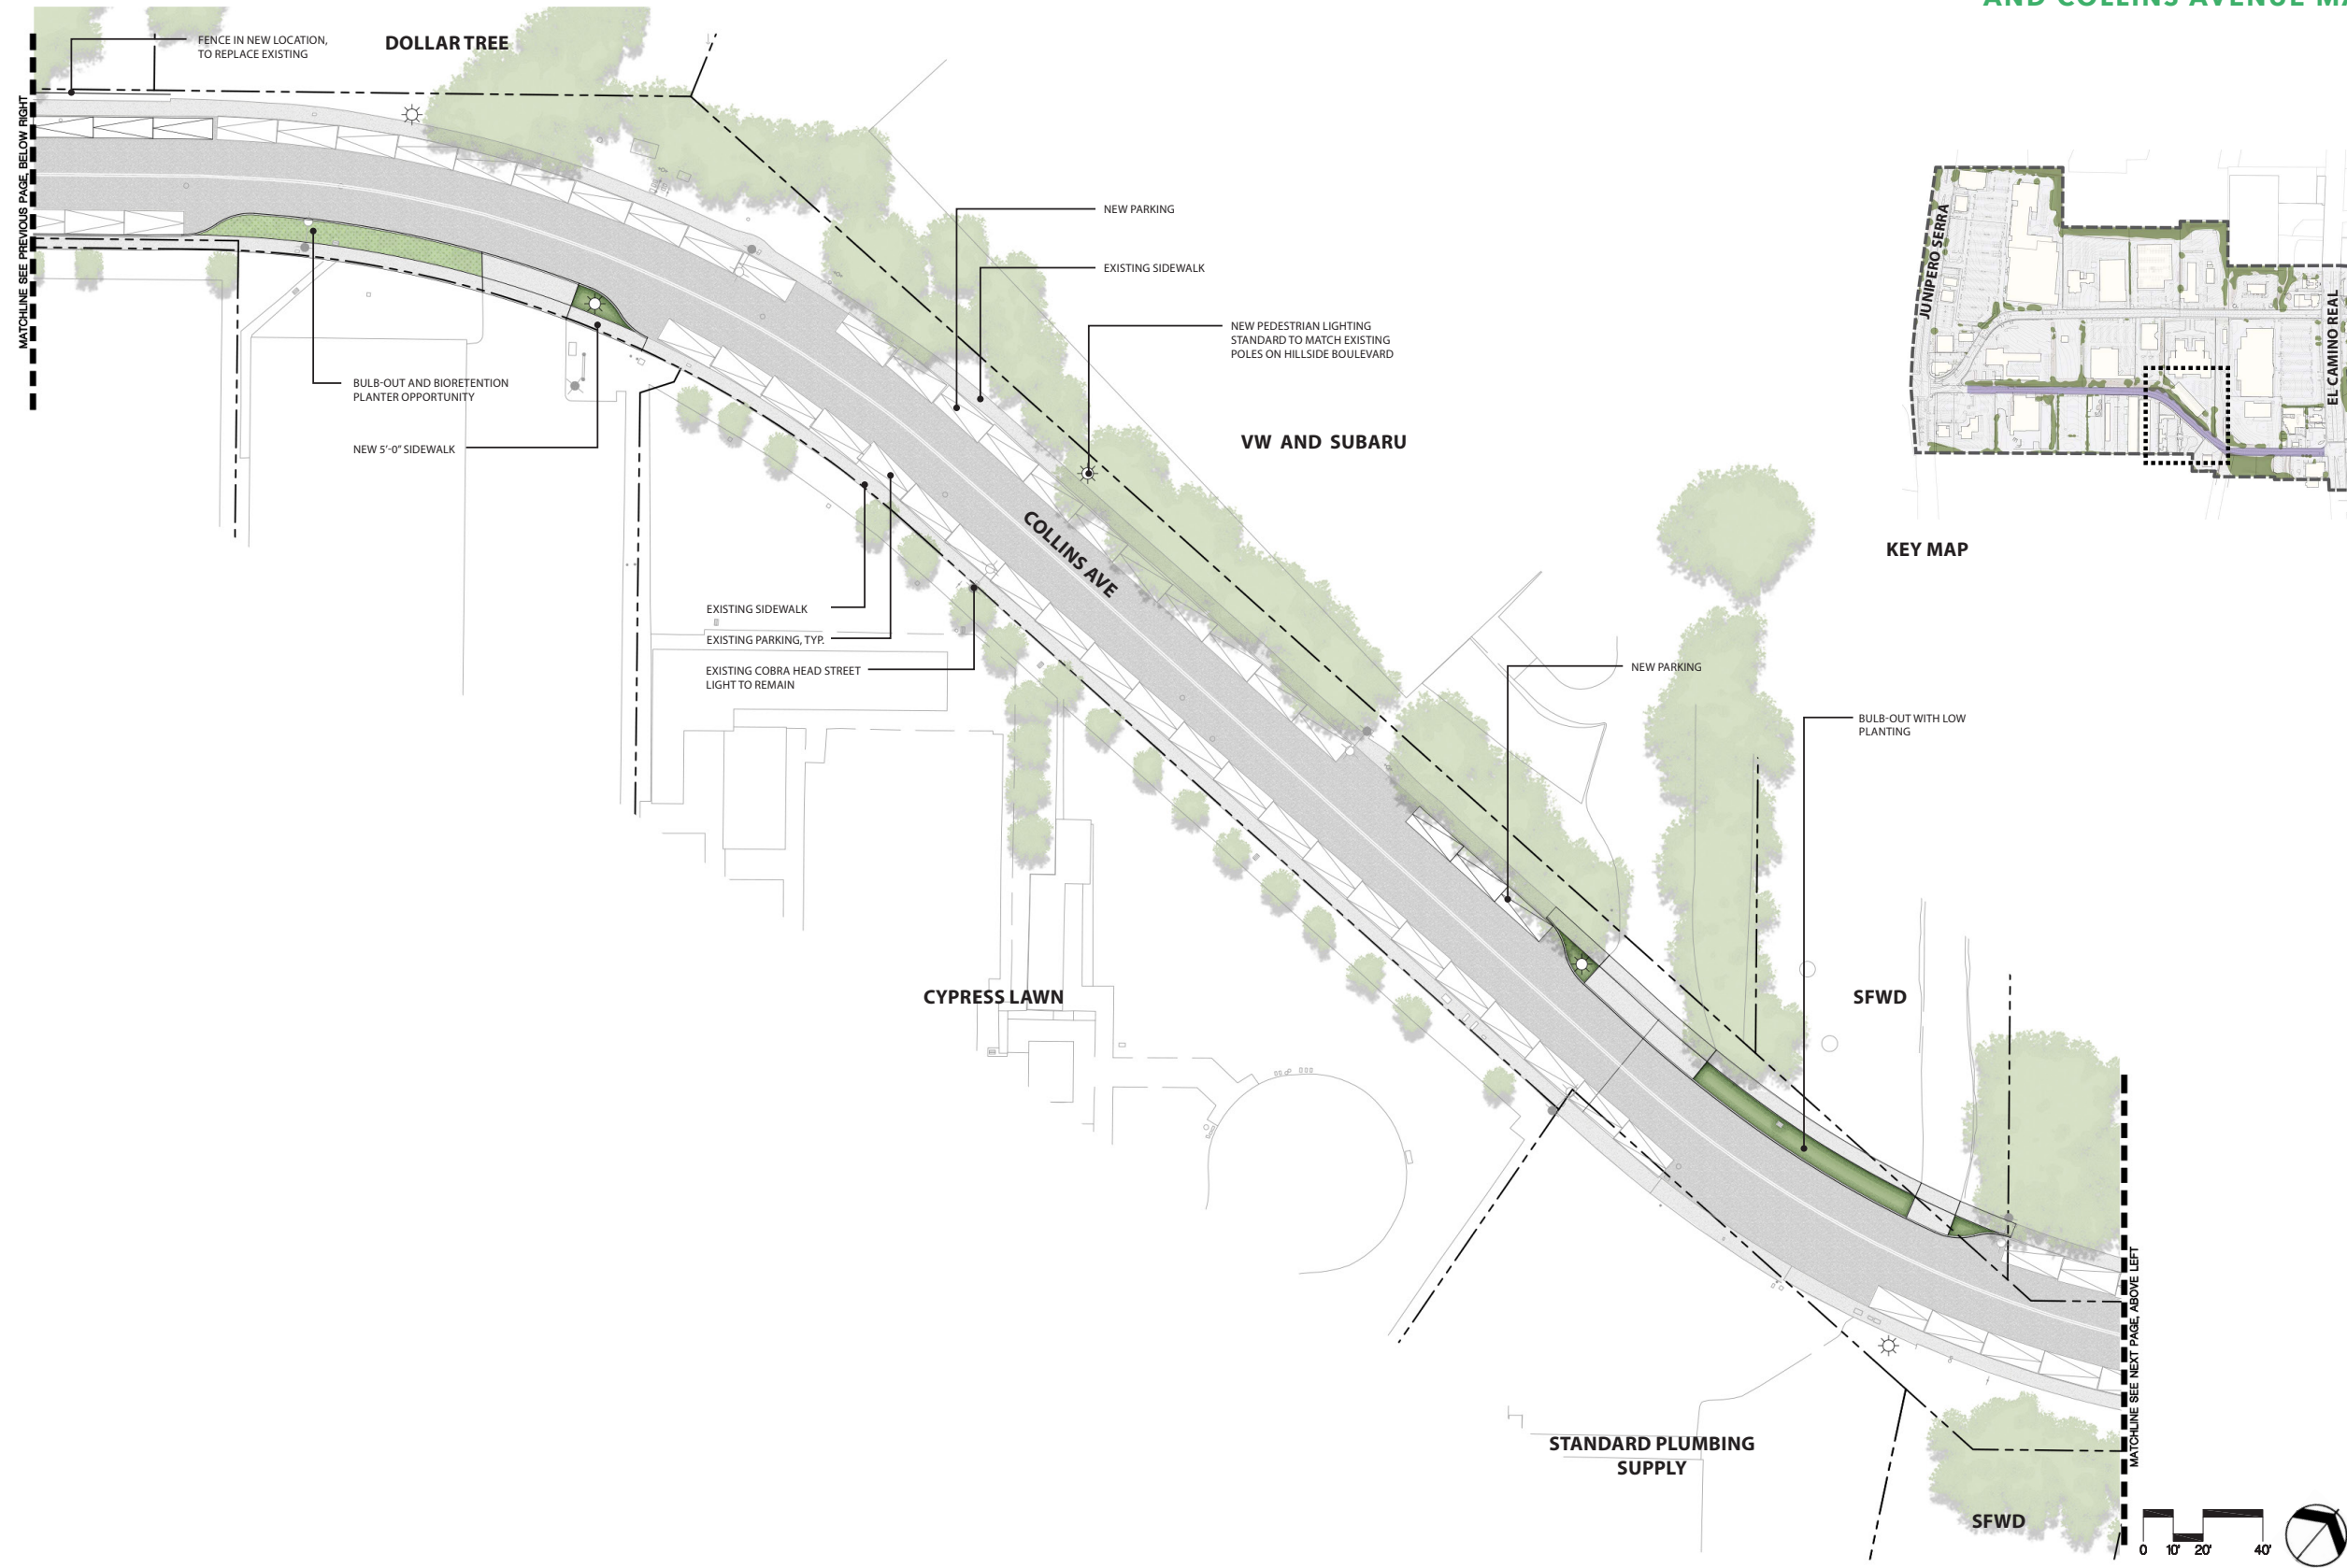 AND COLLINS AVENUE MA
FENCE IN NEW LOCATION,
TO REPLACE EXISTING
DOLLAR TREE
MATCHLINE SEE PREVIOUS PAGE, BELOW RIGHT
NEW PARKING
EXISTING SIDEWALK
NEW PEDESTRIAN LIGHTING
STANDARD TO MATCH EXISTING
POLES ON HILLSIDE BOULEVARD
JUNIPERO SERRA
EL CAMINO REAL
BULB-OUT AND BIORETENTION
PLANTER OPPORTUNITY
NEW 5'-0" SIDEWALK
VW AND SUBARU
COLLINS AVE
KEY MAP
EXISTING SIDEWALK
EXISTING PARKING, TYP.
EXISTING COBRA HEAD STREET
LIGHT TO REMAIN
NEW PARKING
BULB-OUT WITH LOW
PLANTING
CYPRESS LAWN
SFWD
MATCHLINE SEE NEXT PAGE, ABOVE LEFT
STANDARD PLUMBING
SUPPLY
SFWD
0 10' 20' 40'